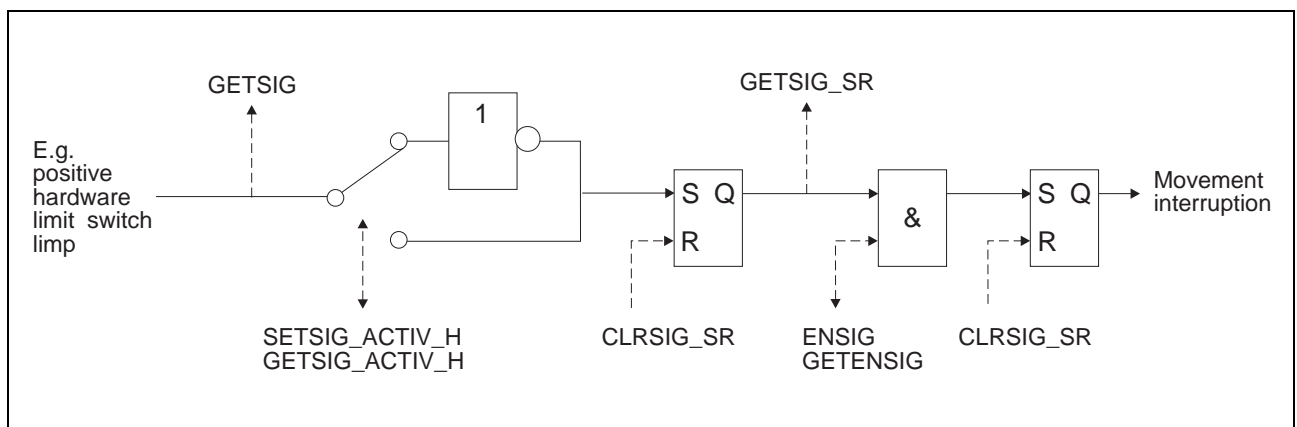 GETSIG
GETSIG_SR
1
E.g.
positive
hardware
limit switch
limp
S Q
R
&
S Q
R
Movement
interruption
SETSIG_ACTIV_H
GETSIG_ACTIV_H
CLRSIG_SR
ENSIG
GETENSIG
CLRSIG_SR